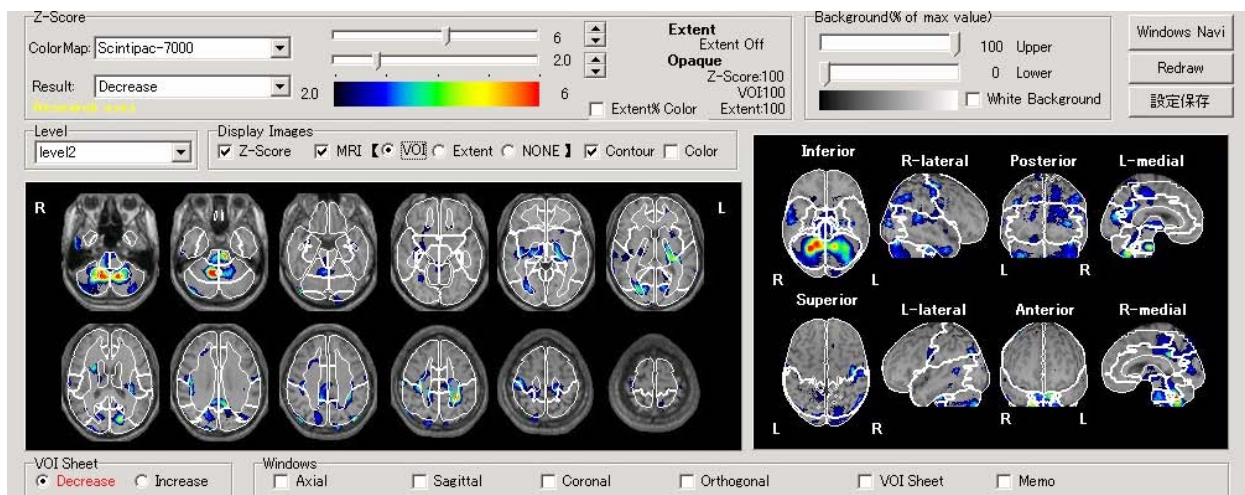 Z-Score
ColorMap: Scintipac-7000
Result: Decrease
2.0
6
6
2.0
Extent
Extent Off
Opaque
Z-Score:100
VOI:100
Extent:100
Extent% Color
Background(% of max value)
100 Upper
0 Lower
White Background
Windows Navi
Redraw
設定保存
Level
level2
Display Images
Z-Score MRI 【 VOI Extent NONE 】 Contour Color
R
L
Inferior R-lateral Posterior L-medial
R L
L R
Superior L-lateral Anterior R-medial
L R
R L
VOI Sheet
Decrease Increase
Windows
Axial Sagittal Coronal Orthogonal VOI Sheet Memo